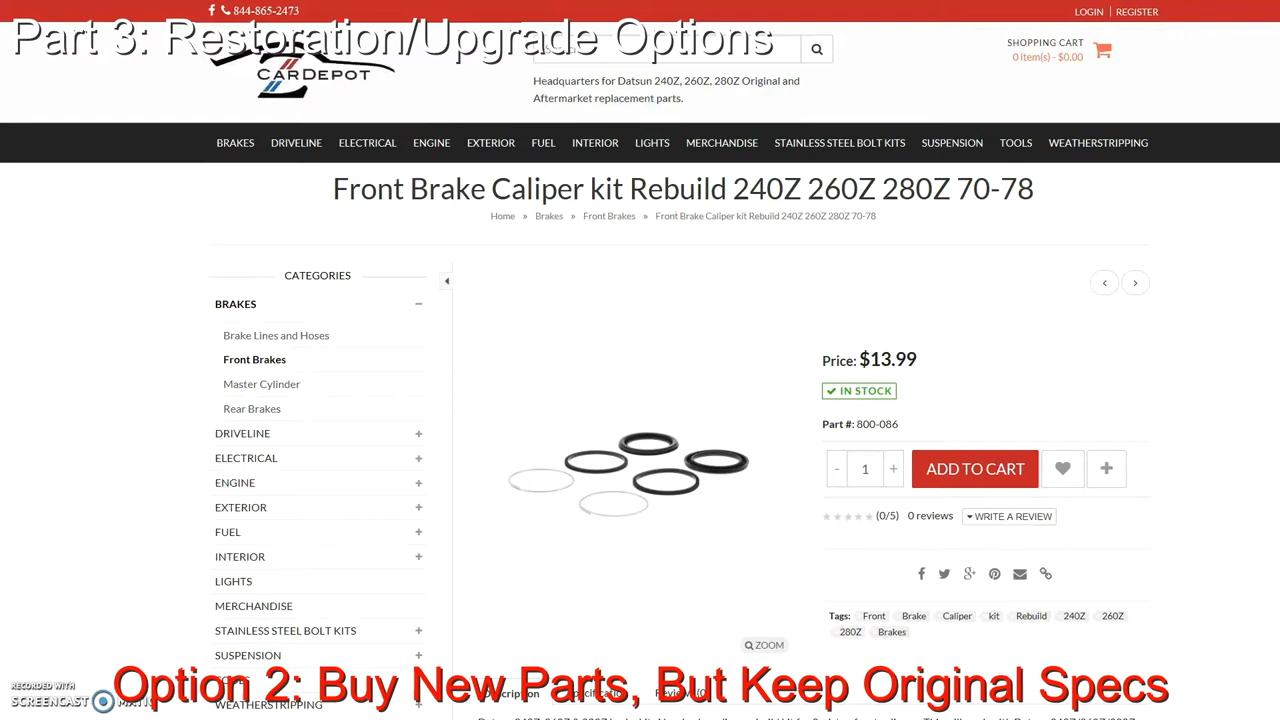 844-865-2473
LOGIN
REGISTER
Part 3: Restoration/Upgrade Options
CARDEPOT
SHOPPING CART
0 item(s) - $0.00
Headquarters for Datsun 240Z, 260Z, 280Z Original and
Aftermarket replacement parts.
BRAKES DRIVELINE ELECTRICAL ENGINE EXTERIOR FUEL INTERIOR LIGHTS MERCHANDISE STAINLESS STEEL BOLT KITS SUSPENSION TOOLS WEATHERSTRIPPING
Front Brake Caliper kit Rebuild 240Z 260Z 280Z 70-78
Home » Brakes » Front Brakes » Front Brake Caliper kit Rebuild 240Z 260Z 280Z 70-78
CATEGORIES
BRAKES −
Brake Lines and Hoses
Front Brakes
Master Cylinder
Rear Brakes
DRIVELINE +
ELECTRICAL +
ENGINE +
EXTERIOR +
FUEL +
INTERIOR +
LIGHTS
MERCHANDISE
STAINLESS STEEL BOLT KITS +
SUSPENSION +
WEATHERSTRIPPING +
Price: $13.99
IN STOCK
Part #: 800-086
- 1 + ADD TO CART
(0/5) 0 reviews WRITE A REVIEW
Tags: Front Brake Caliper kit Rebuild 240Z 260Z
280Z Brakes
ZOOM
Option 2: Buy New Parts, But Keep Original Specs
Description
RECORDED WITH
SCREENCAST MATIC